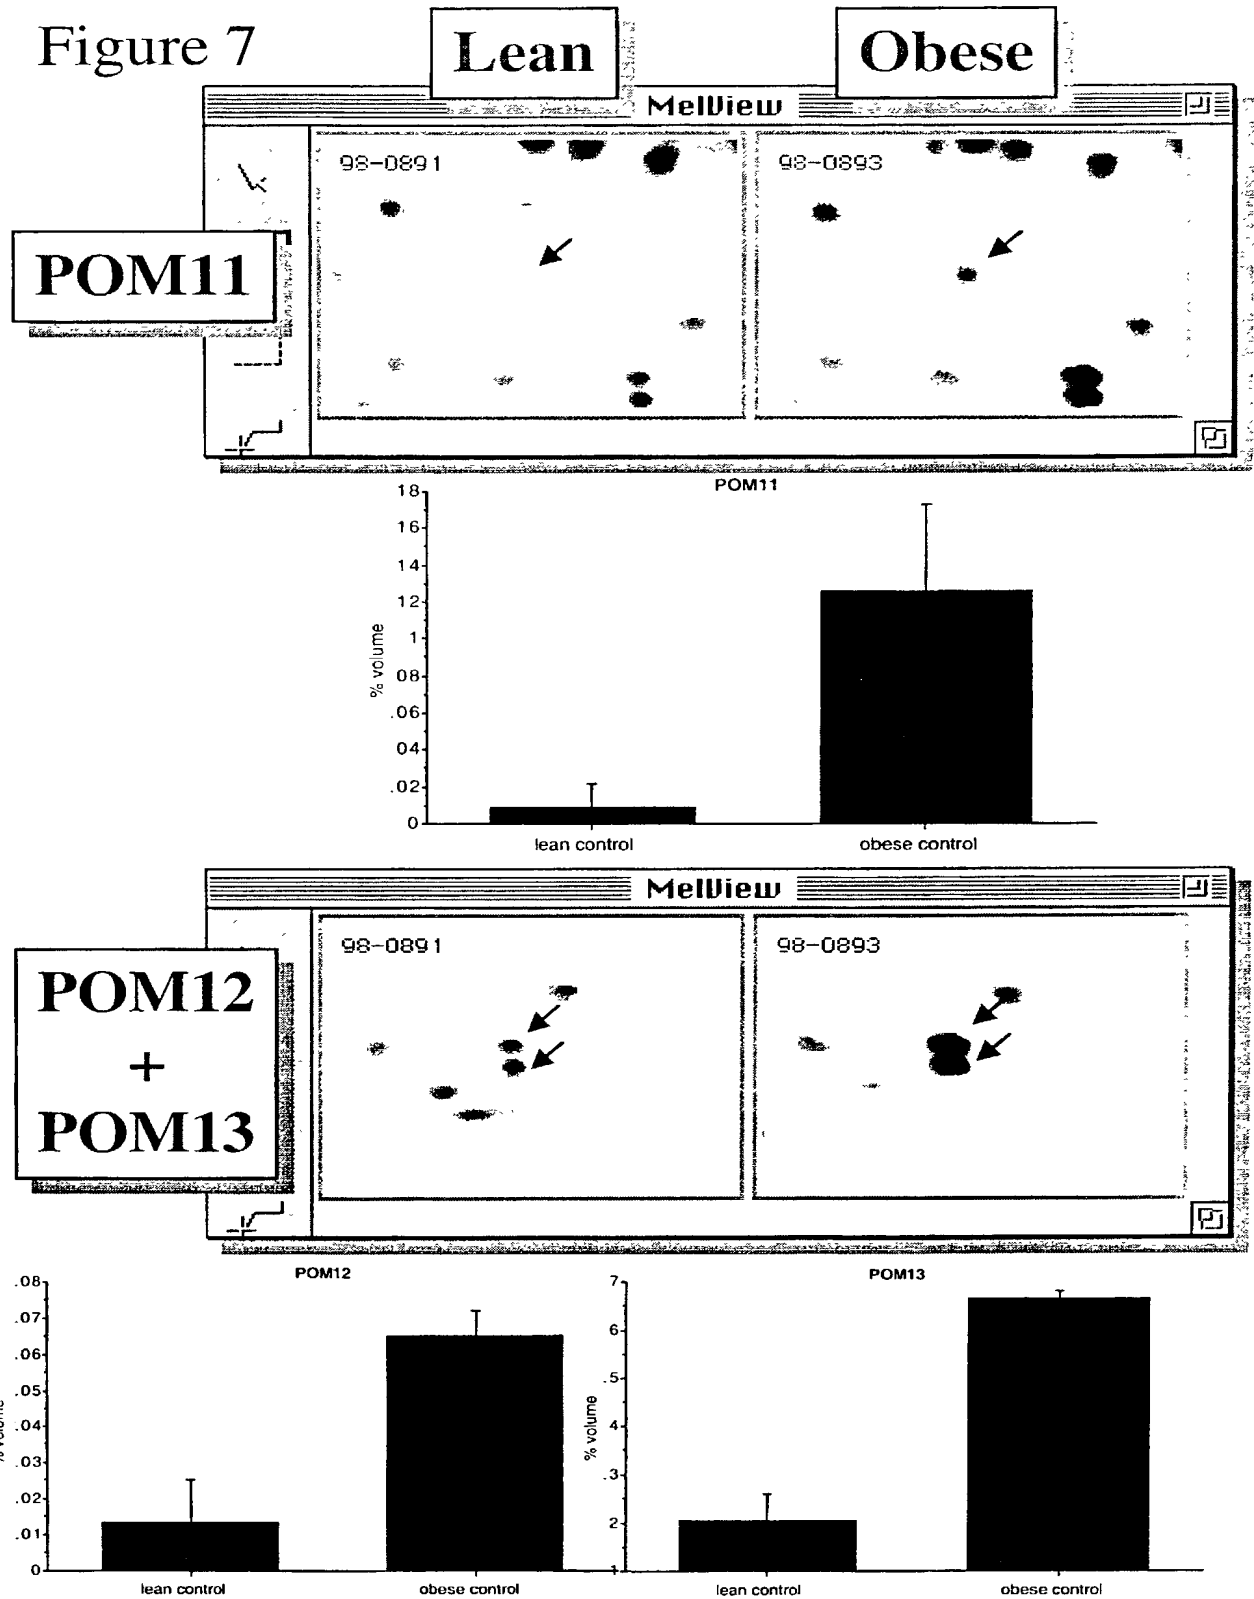 Figure 7
Lean
Obese
MelView
98-0891
98-0893
POM11
POM11
18
16
14
12
1
08
.06
04
.02
0
% volume
lean control
obese control
MelView
98-0891
98-0893
POM12
+
POM13
POM12
.08
.07
.06
.05
.04
.03
.02
.01
0
% volume
lean control
obese control
POM13
7
6
.5
4
.3
2
1
% volume
lean control
obese control